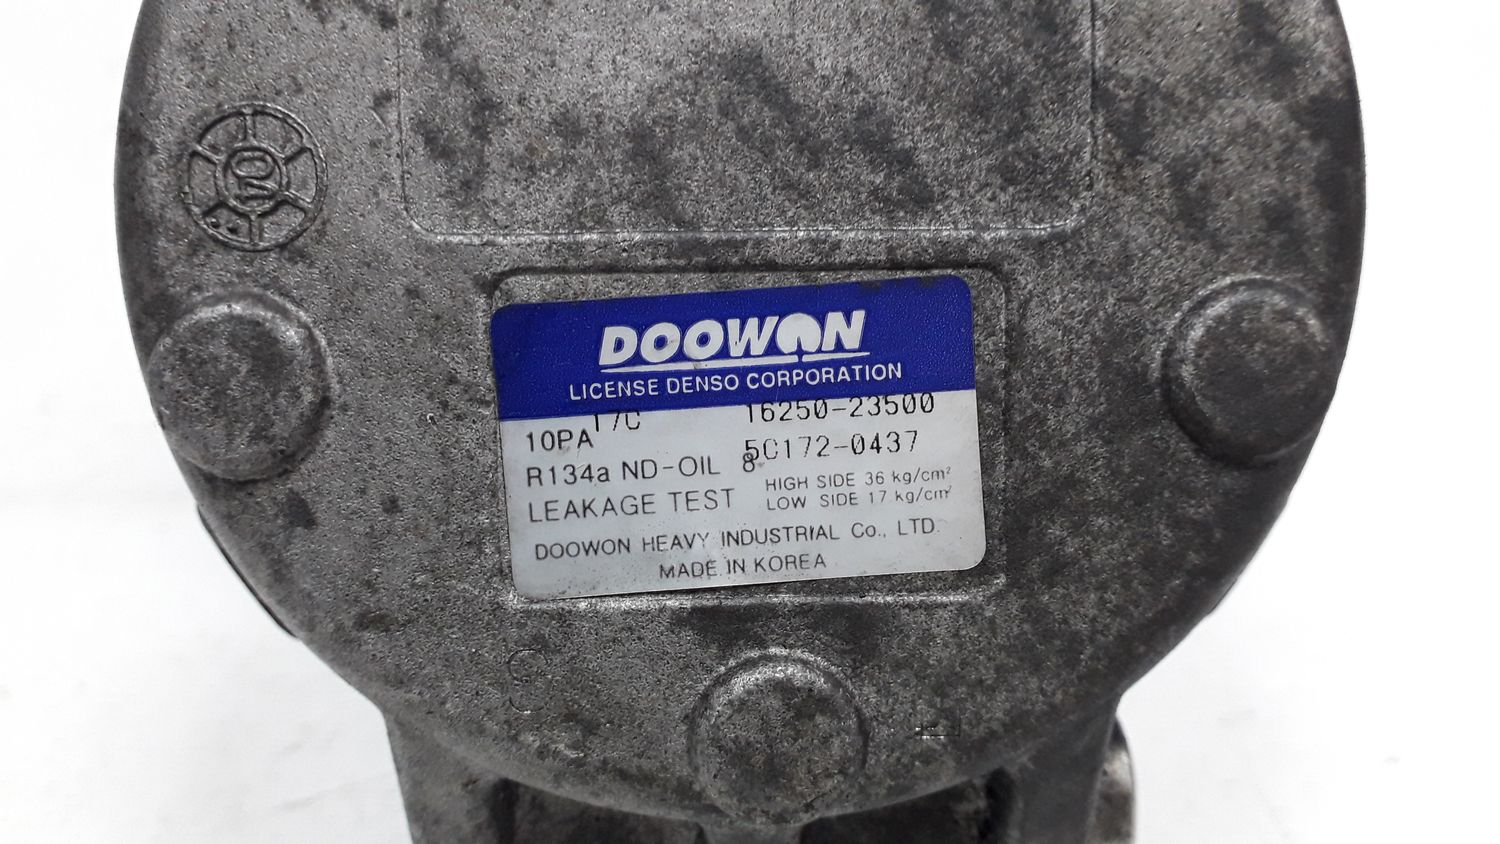 DOOWON
LICENSE DENSO CORPORATION
10PA17C 16250-23500
R134a ND-OIL 8 5C172-0437
LEAKAGE TEST HIGH SIDE 36 kg/cm²
LOW SIDE 17 kg/cm²
DOOWON HEAVY INDUSTRIAL Co., LTD.
MADE IN KOREA